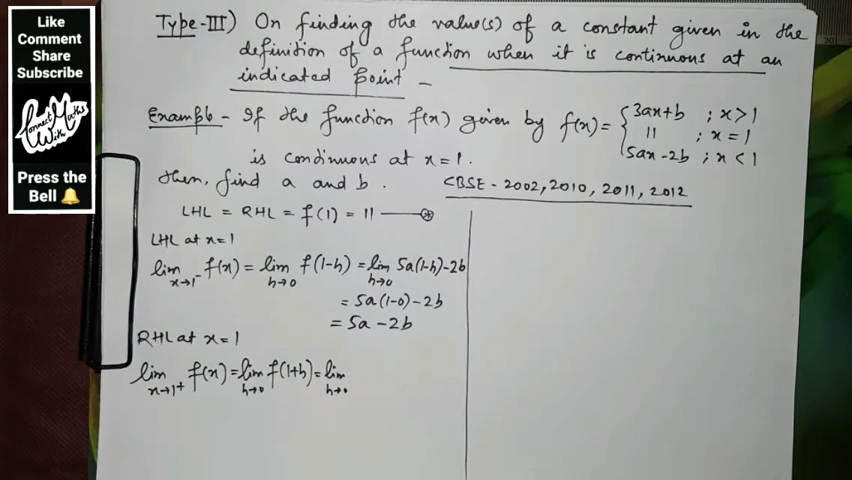 Like
Comment
Share
Subscribe
Connect With Maths
Press the
Bell 🔔
Type-III) On finding the value(s) of a constant given in the
definition of a function when it is continuous at an
indicated point -
Example - If the function f(x) given by f(x) = { 3ax+b ; x>1
11 ; x=1
5ax-2b ; x<1
is continuous at x=1.
then, find a and b.
CBSE - 2002, 2010, 2011, 2012
LHL = RHL = f(1) = 11 —⊛
LHL at x=1
lim x→1⁻ f(x) = lim h→0 f(1-h) = lim h→0 5a(1-h)-2b
= 5a(1-0)-2b
= 5a-2b
RHL at x=1
lim x→1⁺ f(x) = lim h→0 f(1+h) = lim h→0